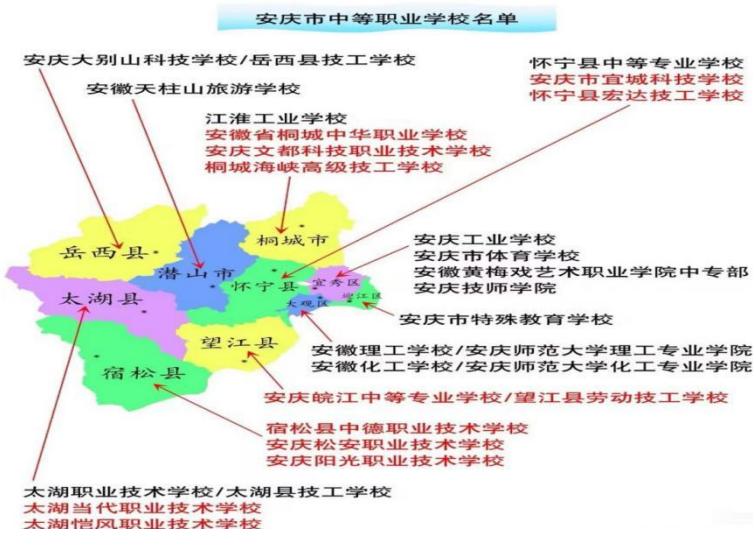 安庆市中等职业学校名单
安庆大别山科技学校/岳西县技工学校
怀宁县中等专业学校
安庆市宜城科技学校
怀宁县宏达技工学校
安徽天柱山旅游学校
江淮工业学校
安徽省桐城中华职业学校
安庆文都科技职业技术学校
桐城海峡高级技工学校
岳西县
桐城市
潜山市
怀宁县
宜秀区
迎江区
大观区
太湖县
望江县
宿松县
安庆工业学校
安庆市体育学校
安徽黄梅戏艺术职业学院中专部
安庆技师学院
安庆市特殊教育学校
安徽理工学校/安庆师范大学理工专业学院
安徽化工学校/安庆师范大学化工专业学院
安庆皖江中等专业学校/望江县劳动技工学校
宿松县中德职业技术学校
安庆松安职业技术学校
安庆阳光职业技术学校
太湖职业技术学校/太湖县技工学校
太湖当代职业技术学校
太湖恺风职业技术学校